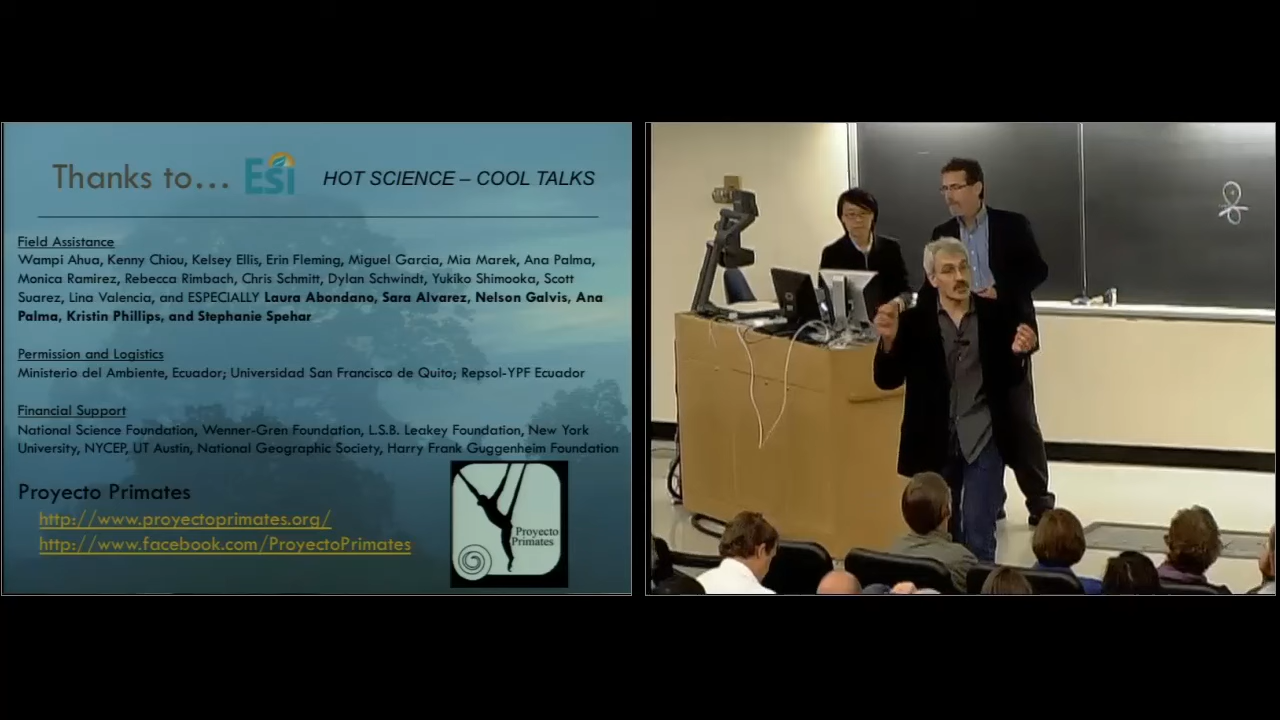 Thanks to... ESI HOT SCIENCE – COOL TALKS
Field Assistance
Wampi Ahua, Kenny Chiou, Kelsey Ellis, Erin Fleming, Miguel Garcia, Mia Marek, Ana Palma,
Monica Ramirez, Rebecca Rimbach, Chris Schmitt, Dylan Schwindt, Yukiko Shimooka, Scott
Suarez, Lina Valencia, and ESPECIALLY Laura Abondano, Sara Alvarez, Nelson Galvis, Ana
Palma, Kristin Phillips, and Stephanie Spehar
Permission and Logistics
Ministerio del Ambiente, Ecuador; Universidad San Francisco de Quito; Repsol-YPF Ecuador
Financial Support
National Science Foundation, Wenner-Gren Foundation, L.S.B. Leakey Foundation, New York
University, NYCEP, UT Austin, National Geographic Society, Harry Frank Guggenheim Foundation
Proyecto Primates
http://www.proyectoprimates.org/
http://www.facebook.com/ProyectoPrimates
Proyecto
Primates